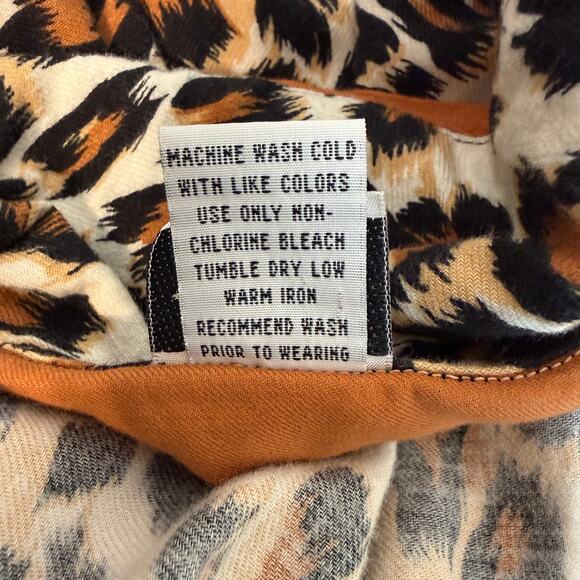 MACHINE WASH COLD
WITH LIKE COLORS
USE ONLY NON-
CHLORINE BLEACH
TUMBLE DRY LOW
WARM IRON
RECOMMEND WASH
PRIOR TO WEARING